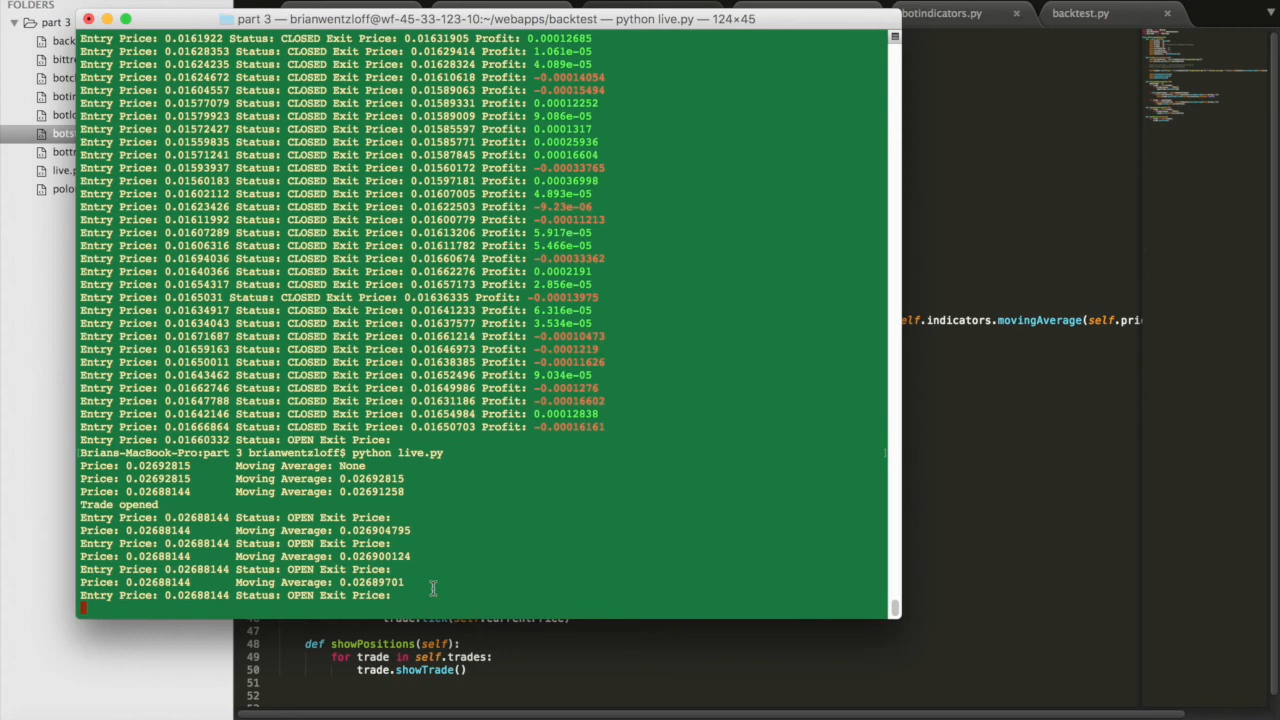 FOLDERS
part 3 — brianwentzloff@wf-45-33-123-10:~/webapps/backtest — python live.py — 124×45
botindicators.py
backtest.py
part 3
back
bittre
botch
botin
botlo
botst
bottr
live.p
polo
Entry Price: 0.0161922 Status: CLOSED Exit Price: 0.01631905 Profit: 0.00012685
Entry Price: 0.01628353 Status: CLOSED Exit Price: 0.01629414 Profit: 1.061e-05
Entry Price: 0.01624235 Status: CLOSED Exit Price: 0.01628324 Profit: 4.089e-05
Entry Price: 0.01624672 Status: CLOSED Exit Price: 0.01610618 Profit: -0.00014054
Entry Price: 0.01604557 Status: CLOSED Exit Price: 0.01589063 Profit: -0.00015494
Entry Price: 0.01577079 Status: CLOSED Exit Price: 0.01589331 Profit: 0.00012252
Entry Price: 0.01579923 Status: CLOSED Exit Price: 0.01589009 Profit: 9.086e-05
Entry Price: 0.01572427 Status: CLOSED Exit Price: 0.01585597 Profit: 0.0001317
Entry Price: 0.01559835 Status: CLOSED Exit Price: 0.01585771 Profit: 0.00025936
Entry Price: 0.01571241 Status: CLOSED Exit Price: 0.01587845 Profit: 0.00016604
Entry Price: 0.01593937 Status: CLOSED Exit Price: 0.01560172 Profit: -0.00033765
Entry Price: 0.01560183 Status: CLOSED Exit Price: 0.01597181 Profit: 0.00036998
Entry Price: 0.01602112 Status: CLOSED Exit Price: 0.01607005 Profit: 4.893e-05
Entry Price: 0.01623426 Status: CLOSED Exit Price: 0.01622503 Profit: -9.23e-06
Entry Price: 0.01611992 Status: CLOSED Exit Price: 0.01600779 Profit: -0.00011213
Entry Price: 0.01607289 Status: CLOSED Exit Price: 0.01613206 Profit: 5.917e-05
Entry Price: 0.01606316 Status: CLOSED Exit Price: 0.01611782 Profit: 5.466e-05
Entry Price: 0.01694036 Status: CLOSED Exit Price: 0.01660674 Profit: -0.00033362
Entry Price: 0.01640366 Status: CLOSED Exit Price: 0.01662276 Profit: 0.0002191
Entry Price: 0.01654317 Status: CLOSED Exit Price: 0.01657173 Profit: 2.856e-05
Entry Price: 0.0165031 Status: CLOSED Exit Price: 0.01636335 Profit: -0.00013975
Entry Price: 0.01634917 Status: CLOSED Exit Price: 0.01641233 Profit: 6.316e-05
Entry Price: 0.01634043 Status: CLOSED Exit Price: 0.01637577 Profit: 3.534e-05
Entry Price: 0.01671687 Status: CLOSED Exit Price: 0.01661214 Profit: -0.00010473
Entry Price: 0.01659163 Status: CLOSED Exit Price: 0.01646973 Profit: -0.0001219
Entry Price: 0.01650011 Status: CLOSED Exit Price: 0.01638385 Profit: -0.00011626
Entry Price: 0.01643462 Status: CLOSED Exit Price: 0.01652496 Profit: 9.034e-05
Entry Price: 0.01662746 Status: CLOSED Exit Price: 0.01649986 Profit: -0.0001276
Entry Price: 0.01647788 Status: CLOSED Exit Price: 0.01631186 Profit: -0.00016602
Entry Price: 0.01642146 Status: CLOSED Exit Price: 0.01654984 Profit: 0.00012838
Entry Price: 0.01666864 Status: CLOSED Exit Price: 0.01650703 Profit: -0.00016161
Entry Price: 0.01660332 Status: OPEN Exit Price:
Brians-MacBook-Pro:part 3 brianwentzloff$ python live.py
Price: 0.02692815 Moving Average: None
Price: 0.02692815 Moving Average: 0.02692815
Price: 0.02688144 Moving Average: 0.02691258
Trade opened
Entry Price: 0.02688144 Status: OPEN Exit Price:
Price: 0.02688144 Moving Average: 0.026904795
Entry Price: 0.02688144 Status: OPEN Exit Price:
Price: 0.02688144 Moving Average: 0.026900124
Entry Price: 0.02688144 Status: OPEN Exit Price:
Price: 0.02688144 Moving Average: 0.02689701
Entry Price: 0.02688144 Status: OPEN Exit Price:
elf.indicators.movingAverage(self.pri
trade.tick(self.currentPrice)
47
48 def showPositions(self):
49 for trade in self.trades:
50 trade.showTrade()
51
52